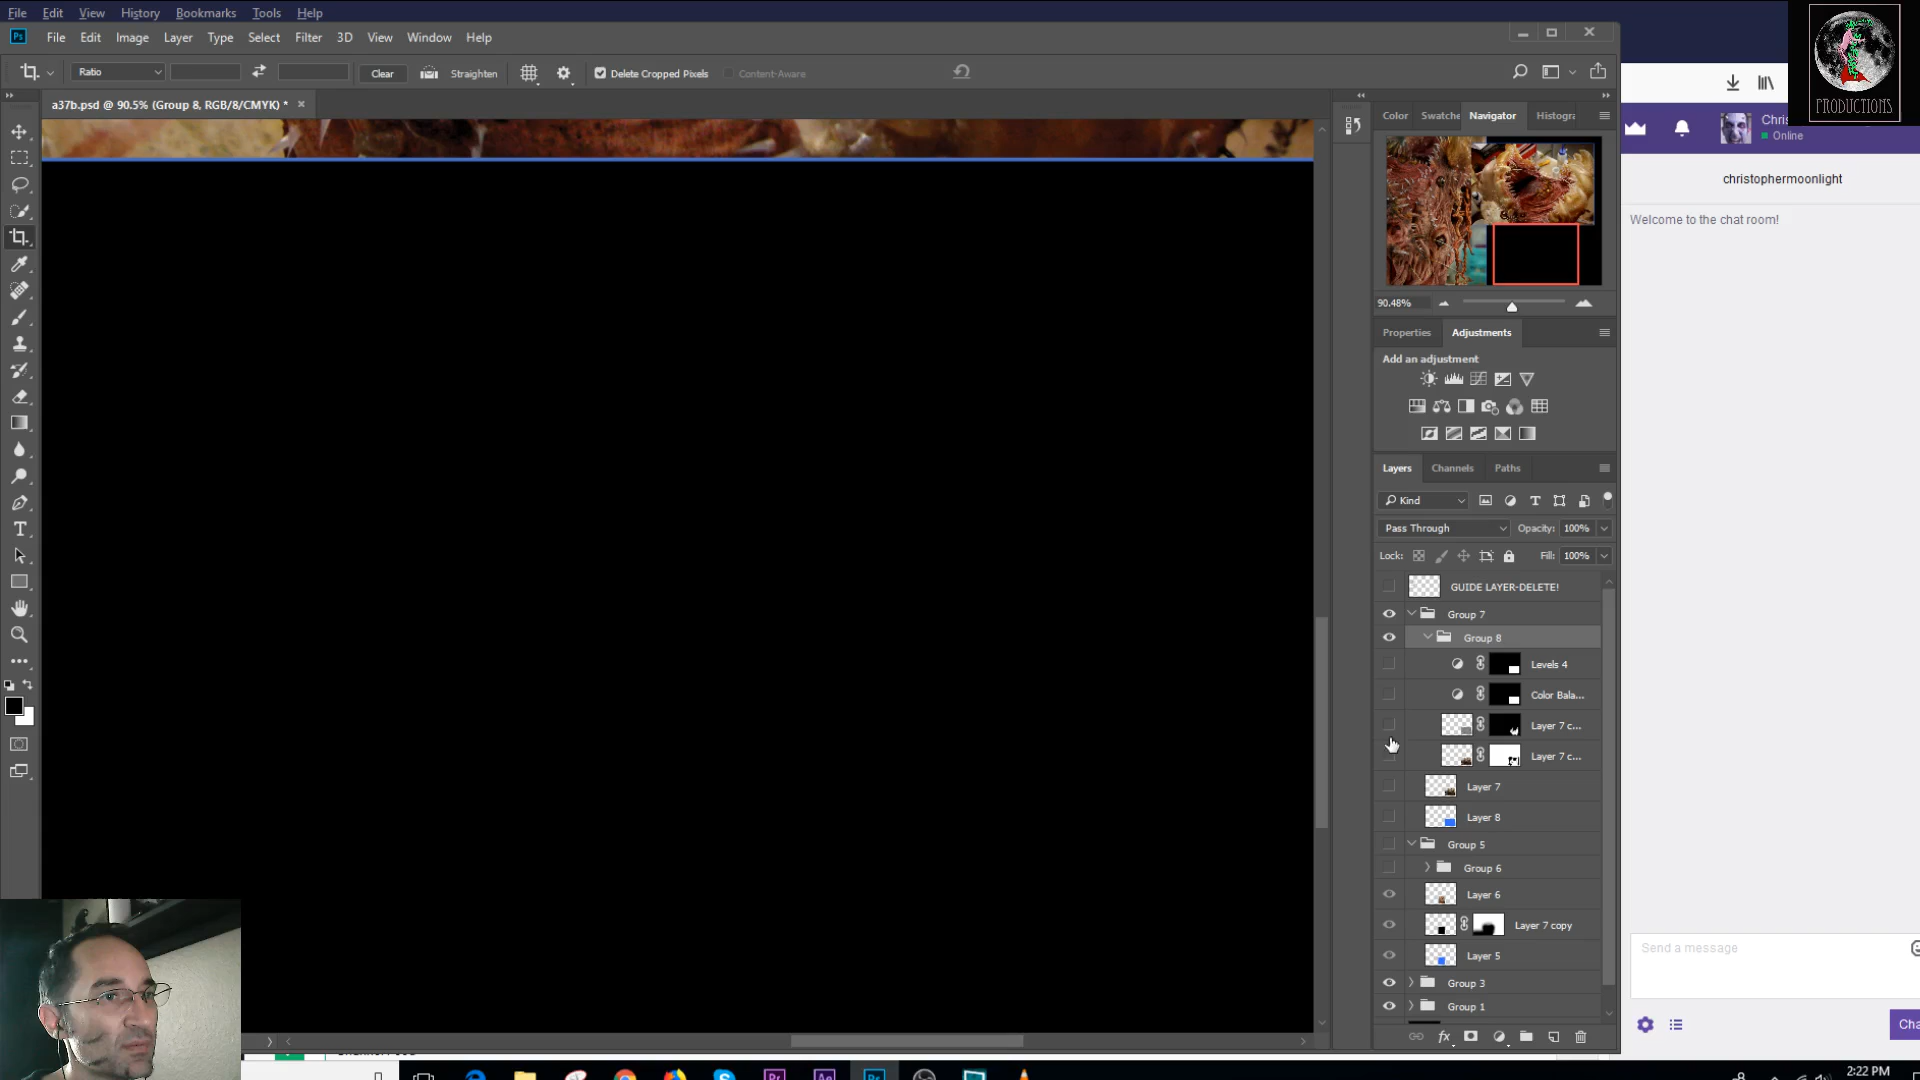 File Edit View History Bookmarks Tools Help
Ps File Edit Image Layer Type Select Filter 3D View Window Help
Ratio Clear Straighten Delete Cropped Pixels Content-Aware
a37b.psd @ 90.5% (Group 8, RGB/8/CMYK) *
Color Swatche Navigator Histogra
90.48%
Properties Adjustments
Add an adjustment
Layers Channels Paths
Kind
Pass Through Opacity: 100%
Lock: Fill: 100%
GUIDE LAYER-DELETE!
Group 7
Group 8
Levels 4
Color Bala...
Layer 7 c...
Layer 7 c...
Layer 7
Layer 8
Group 5
Group 6
Layer 6
Layer 7 copy
Layer 5
Group 3
Group 1
PRODUCTIONS
Chris
Online
christophermoonlight
Welcome to the chat room!
Send a message
Cha
Pr Ae Ps
2:22 PM